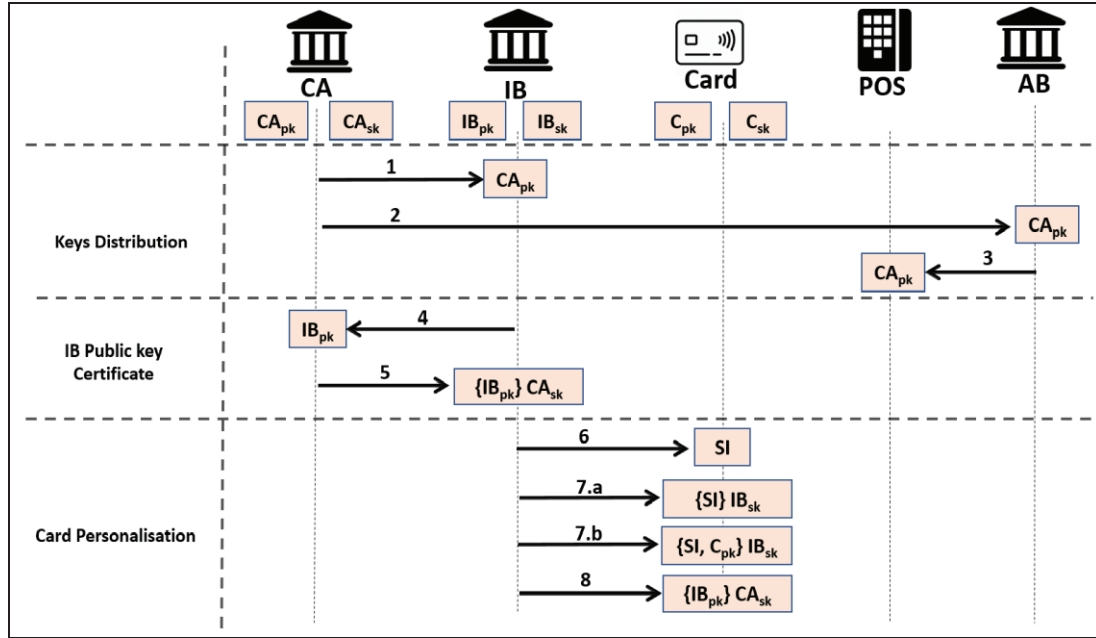 CA
IB
Card
POS
AB
CApk
CAsk
IBpk
IBsk
Cpk
Csk
Keys Distribution
1
CApk
2
CApk
3
CApk
IB Public key
Certificate
4
IBpk
5
{IBpk} CAsk
Card Personalisation
6
SI
7.a
{SI} IBsk
7.b
{SI, Cpk} IBsk
8
{IBpk} CAsk